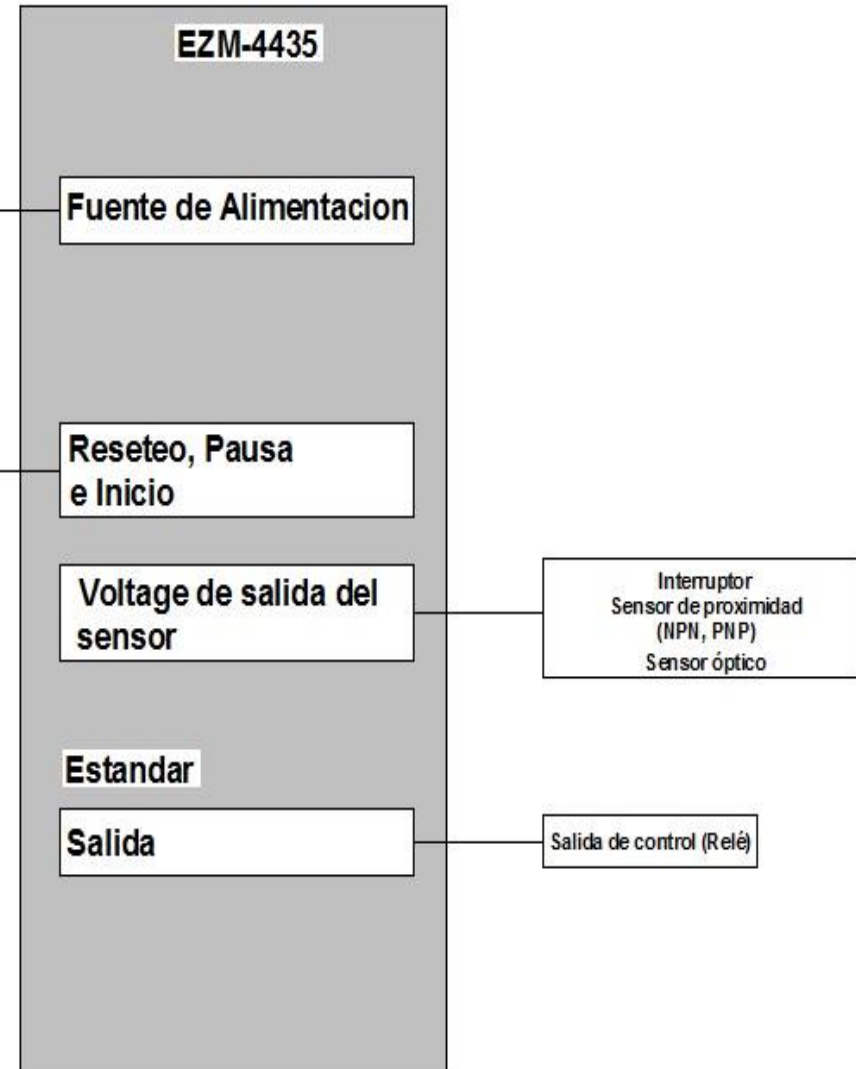 EZM-4435
Fuente de Alimentacion
Reseteo, Pausa
e Inicio
Voltage de salida del
sensor
Interruptor
Sensor de proximidad
(NPN, PNP)
Sensor óptico
Estandar
Salida
Salida de control (Relé)